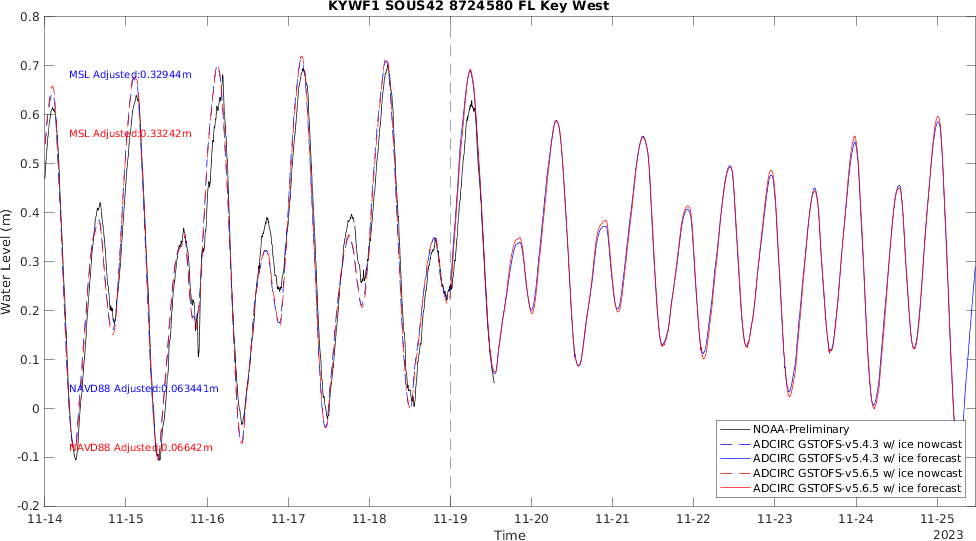 KYWF1 SOUS42 8724580 FL Key West
0.8
0.7
0.6
0.5
0.4
0.3
0.2
0.1
0
-0.1
-0.2
Water Level (m)
MSL Adjusted:0.32944m
MSL Adjusted:0.33242m
NAVD88 Adjusted:0.063441m
NAVD88 Adjusted:0.06642m
NOAA-Preliminary
ADCIRC GSTOFS-v5.4.3 w/ ice nowcast
ADCIRC GSTOFS-v5.4.3 w/ ice forecast
ADCIRC GSTOFS-v5.6.5 w/ ice nowcast
ADCIRC GSTOFS-v5.6.5 w/ ice forecast
11-14 11-15 11-16 11-17 11-18 11-19 11-20 11-21 11-22 11-23 11-24 11-25
2023
Time